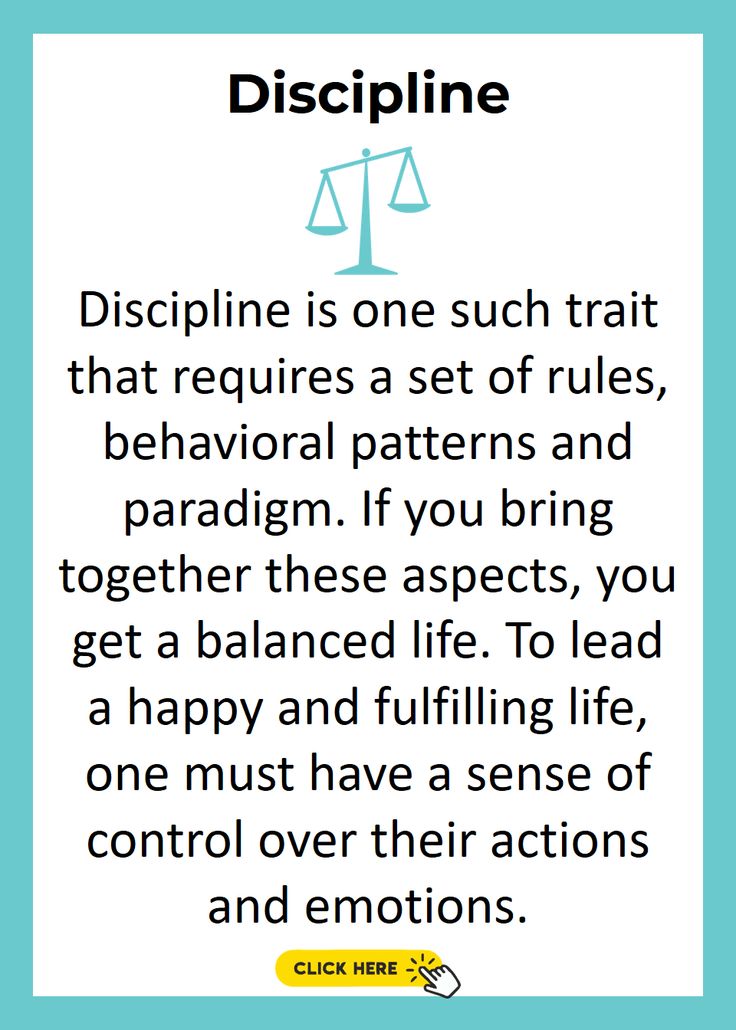 Discipline
Discipline is one such trait
that requires a set of rules,
behavioral patterns and
paradigm. If you bring
together these aspects, you
get a balanced life. To lead
a happy and fulfilling life,
one must have a sense of
control over their actions
and emotions.
CLICK HERE